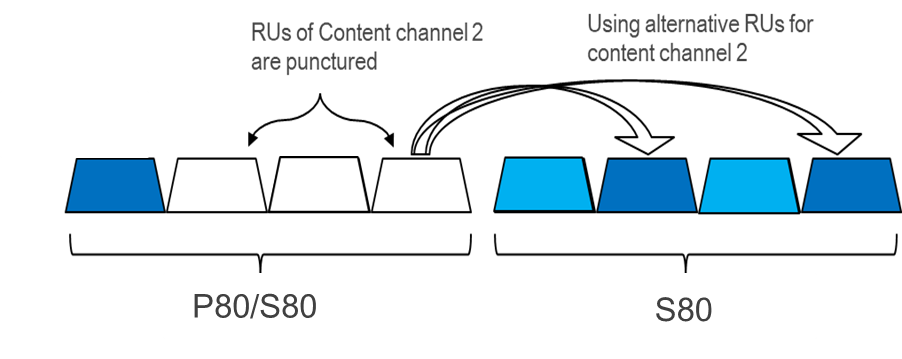 RUs of Content channel 2
are punctured
Using alternative RUs for
content channel 2
P80/S80
S80